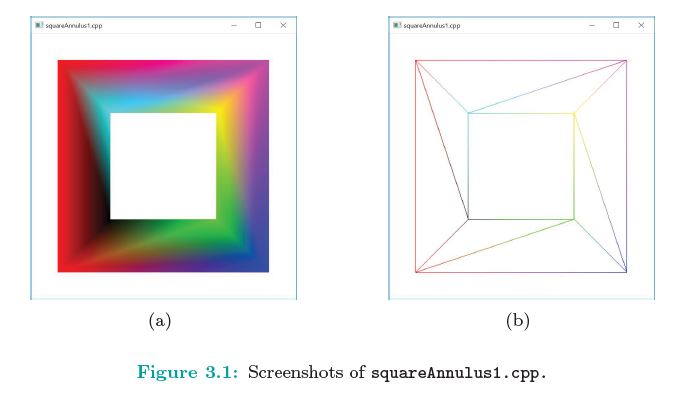 squareAnnulus1.cpp
squareAnnulus1.cpp
(a)
(b)
Figure 3.1: Screenshots of squareAnnulus1.cpp.